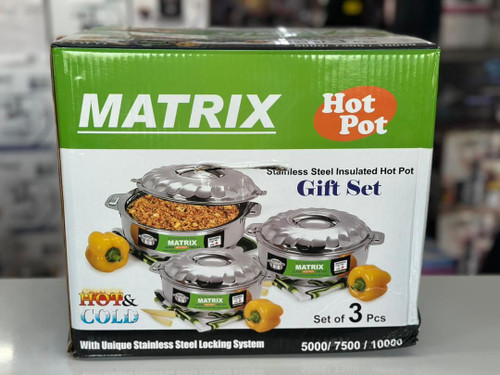 MATRIX
Hot
Pot
Stainless Steel Insulated Hot Pot
Gift Set
MATRIX
MATRIX
MATRIX
HOT&
COLD
Set of 3 Pcs
With Unique Stainless Steel Locking System
5000/ 7500 / 10000